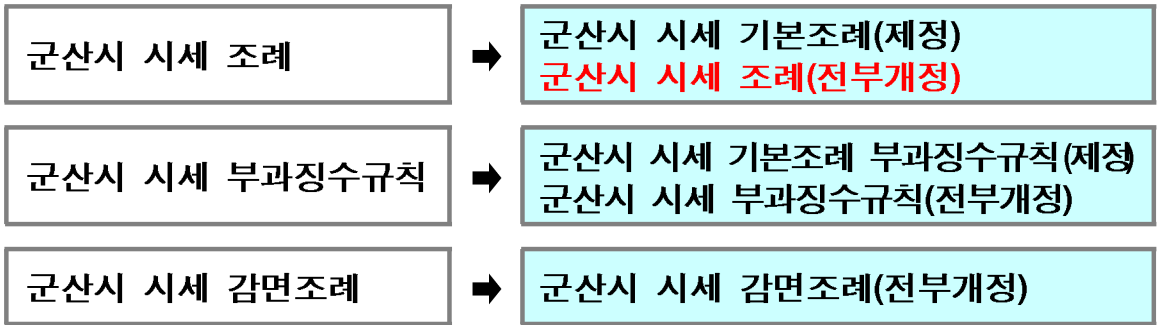 군산시 시세 조례
➡
군산시 시세 기본조례(제정)
군산시 시세 조례(전부개정)
군산시 시세 부과징수규칙
➡
군산시 시세 기본조례 부과징수규칙(제정)
군산시 시세 부과징수규칙(전부개정)
군산시 시세 감면조례
➡
군산시 시세 감면조례(전부개정)